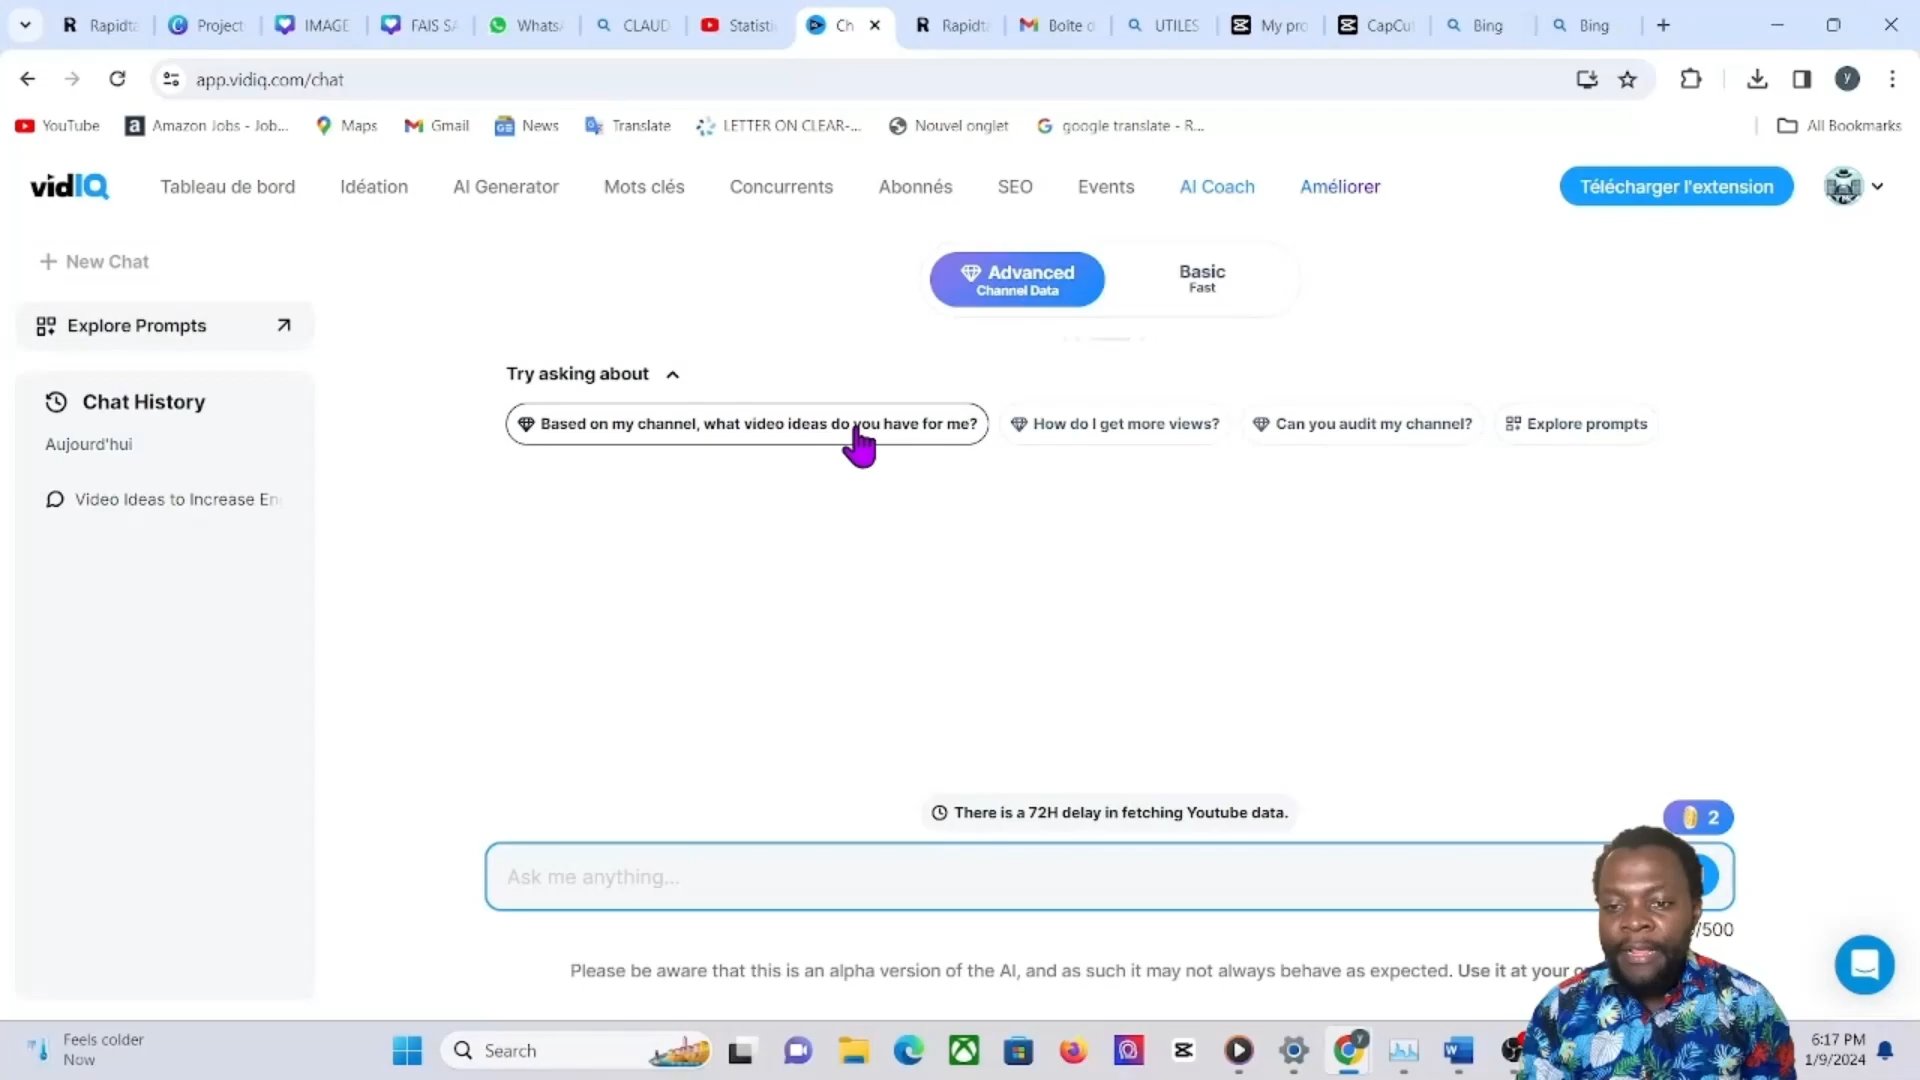 Rapidta
Project
IMAGE
FAIS SA
WhatsA
CLAUD
Statisti
Ch
Rapidta
Boîte d
UTILES
My pro
CapCut
Bing
Bing
app.vidiq.com/chat
YouTube
Amazon Jobs - Job...
Maps
Gmail
News
Translate
LETTER ON CLEAR-...
Nouvel onglet
google translate - R...
All Bookmarks
vidIQ
Tableau de bord
Idéation
AI Generator
Mots clés
Concurrents
Abonnés
SEO
Events
AI Coach
Améliorer
Télécharger l'extension
+ New Chat
Explore Prompts
Chat History
Aujourd'hui
Video Ideas to Increase En
Advanced
Channel Data
Basic
Fast
Try asking about
Based on my channel, what video ideas do you have for me?
How do I get more views?
Can you audit my channel?
Explore prompts
There is a 72H delay in fetching Youtube data.
2
Ask me anything...
/500
Please be aware that this is an alpha version of the AI, and as such it may not always behave as expected. Use it at your
Feels colder
Now
Search
6:17 PM
1/9/2024